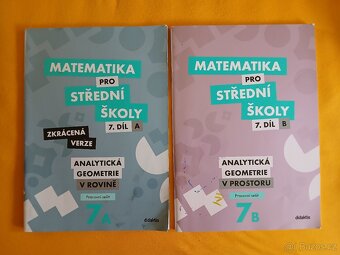 MATEMATIKA
PRO
STŘEDNÍ
ŠKOLY
7. DÍL A
ZKRÁCENÁ
VERZE
ANALYTICKÁ
GEOMETRIE
V ROVINĚ
Pracovní sešit
7A
didaktis
MATEMATIKA
PRO
STŘEDNÍ
ŠKOLY
7. DÍL B
ANALYTICKÁ
GEOMETRIE
V PROSTORU
Pracovní sešit
7B
didaktis